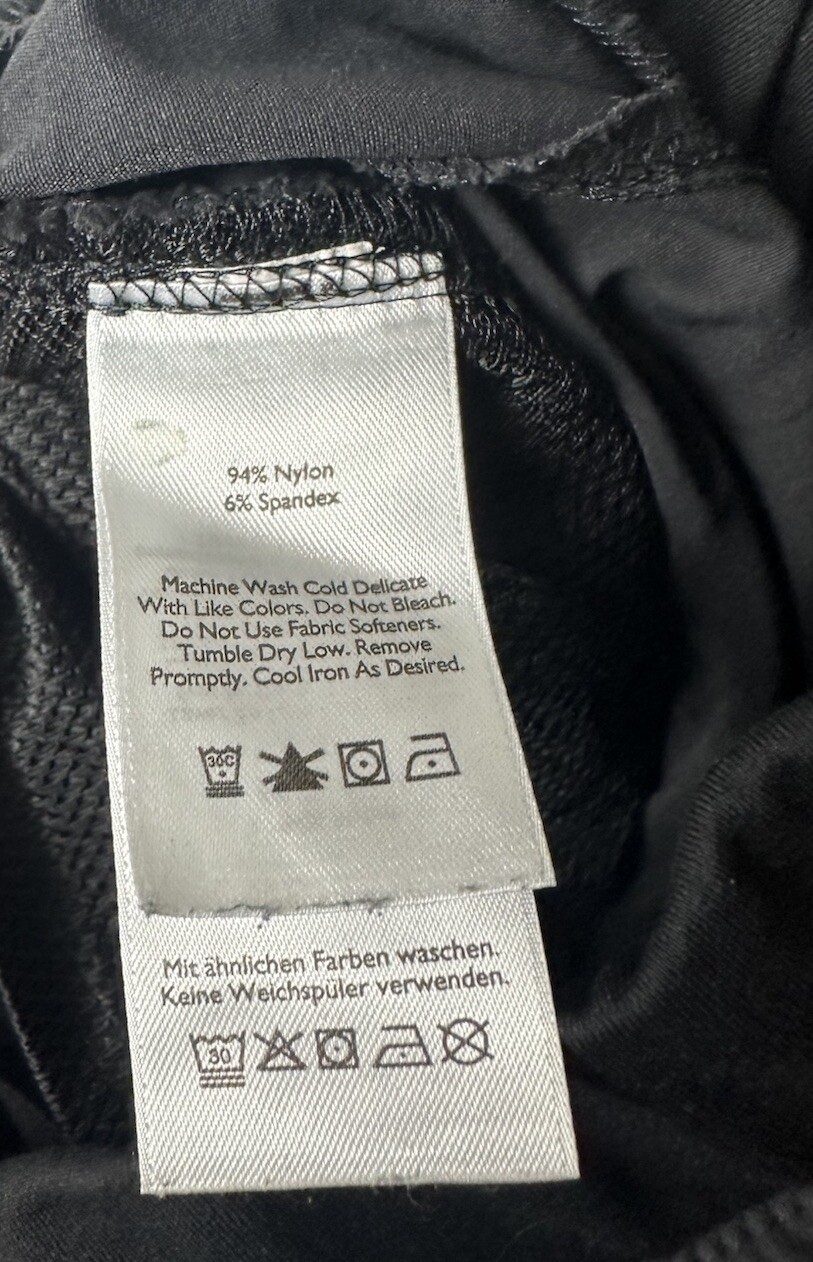 94% Nylon
6% Spandex
Machine Wash Cold Delicate
With Like Colors. Do Not Bleach.
Do Not Use Fabric Softeners.
Tumble Dry Low. Remove
Promptly. Cool Iron As Desired.
30C
Mit ähnlichen Farben waschen.
Keine Weichspüler verwenden.
30